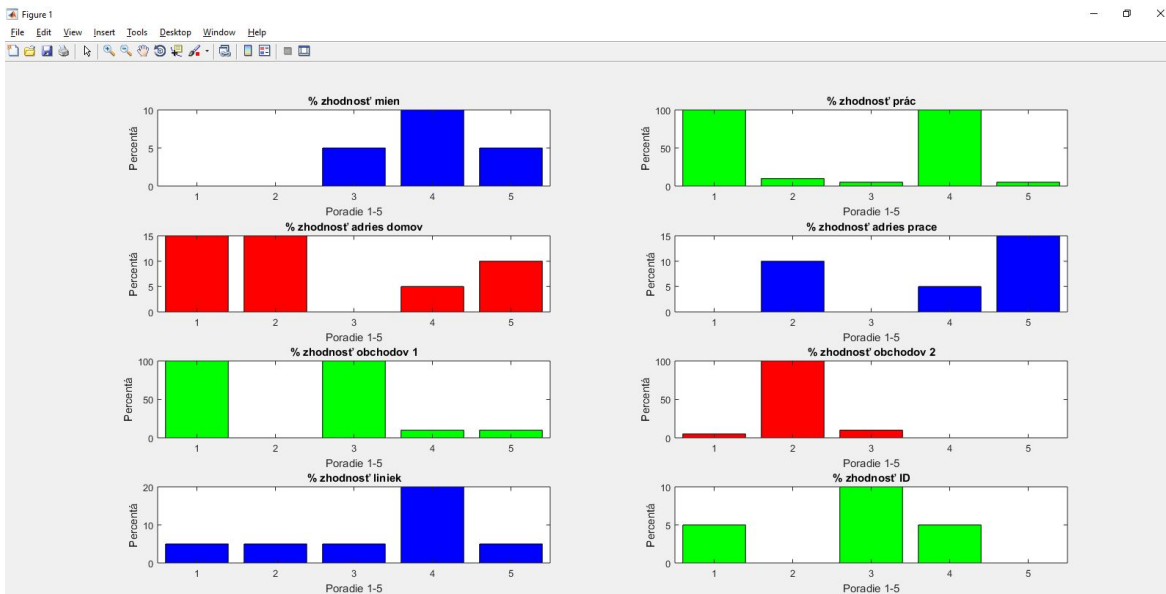 Figure 1
File Edit View Insert Tools Desktop Window Help
% zhodnosť mien
10
5
0
Percentá
1 2 3 4 5
Poradie 1-5
% zhodnosť prác
100
50
0
Percentá
1 2 3 4 5
Poradie 1-5
% zhodnosť adries domov
15
10
5
0
Percentá
1 2 3 4 5
Poradie 1-5
% zhodnosť adries prace
15
10
5
0
Percentá
1 2 3 4 5
Poradie 1-5
% zhodnosť obchodov 1
100
50
0
Percentá
1 2 3 4 5
Poradie 1-5
% zhodnosť obchodov 2
100
50
0
Percentá
1 2 3 4 5
Poradie 1-5
% zhodnosť liniek
20
10
0
Percentá
1 2 3 4 5
Poradie 1-5
% zhodnosť ID
10
5
0
Percentá
1 2 3 4 5
Poradie 1-5